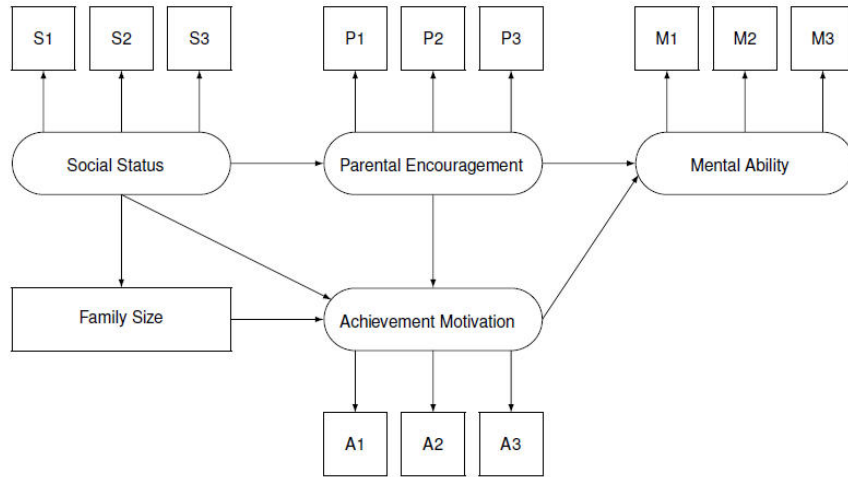 S1 S2 S3 P1 P2 P3 M1 M2 M3
Social Status Parental Encouragement Mental Ability
Family Size Achievement Motivation
A1 A2 A3